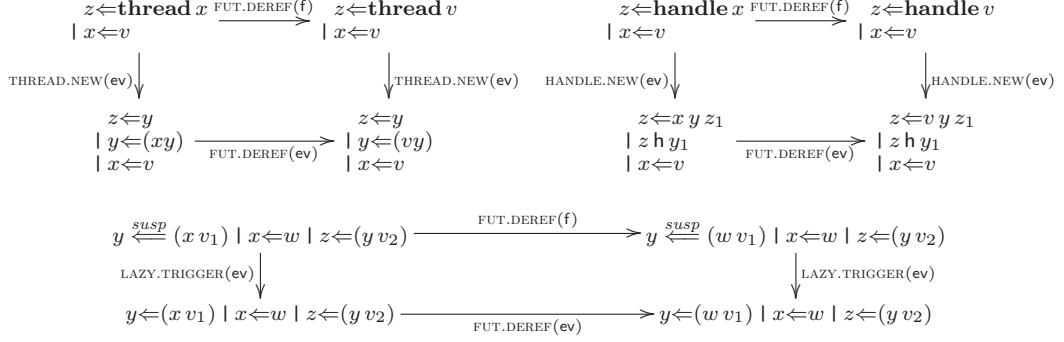 z⇐thread x FUT.DEREF(f) z⇐thread v z⇐handle x FUT.DEREF(f) z⇐handle v
| x⇐v | x⇐v | x⇐v | x⇐v
THREAD.NEW(ev) THREAD.NEW(ev) HANDLE.NEW(ev) HANDLE.NEW(ev)
z⇐y z⇐y z⇐x y z₁ z⇐v y z₁
| y⇐(xy) | y⇐(vy) | z h y₁ | z h y₁
FUT.DEREF(ev) FUT.DEREF(ev)
| x⇐v | x⇐v | x⇐v | x⇐v
FUT.DEREF(f)
y ⇐susp (x v₁) | x⇐w | z⇐(y v₂) y ⇐susp (w v₁) | x⇐w | z⇐(y v₂)
LAZY.TRIGGER(ev) LAZY.TRIGGER(ev)
y⇐(x v₁) | x⇐w | z⇐(y v₂) y⇐(w v₁) | x⇐w | z⇐(y v₂)
FUT.DEREF(ev)